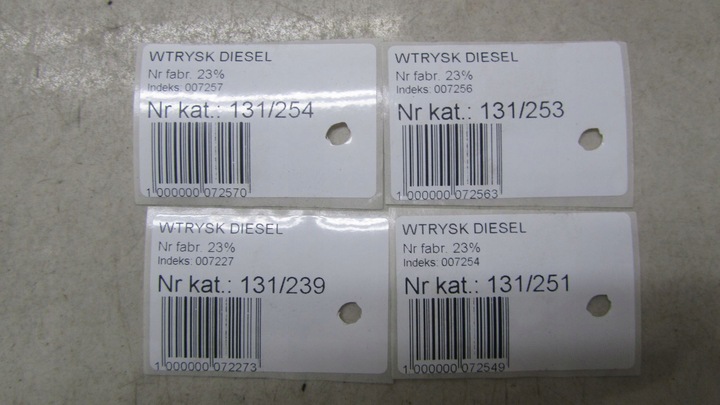 WTRYSK DIESEL
Nr fabr. 23%
Indeks: 007257
Nr kat.: 131/254
1 000000 072570
WTRYSK DIESEL
Nr fabr. 23%
Indeks: 007256
Nr kat.: 131/253
1 000000 072563
WTRYSK DIESEL
Nr fabr. 23%
Indeks: 007227
Nr kat.: 131/239
1 000000 072273
WTRYSK DIESEL
Nr fabr. 23%
Indeks: 007254
Nr kat.: 131/251
1 000000 072549